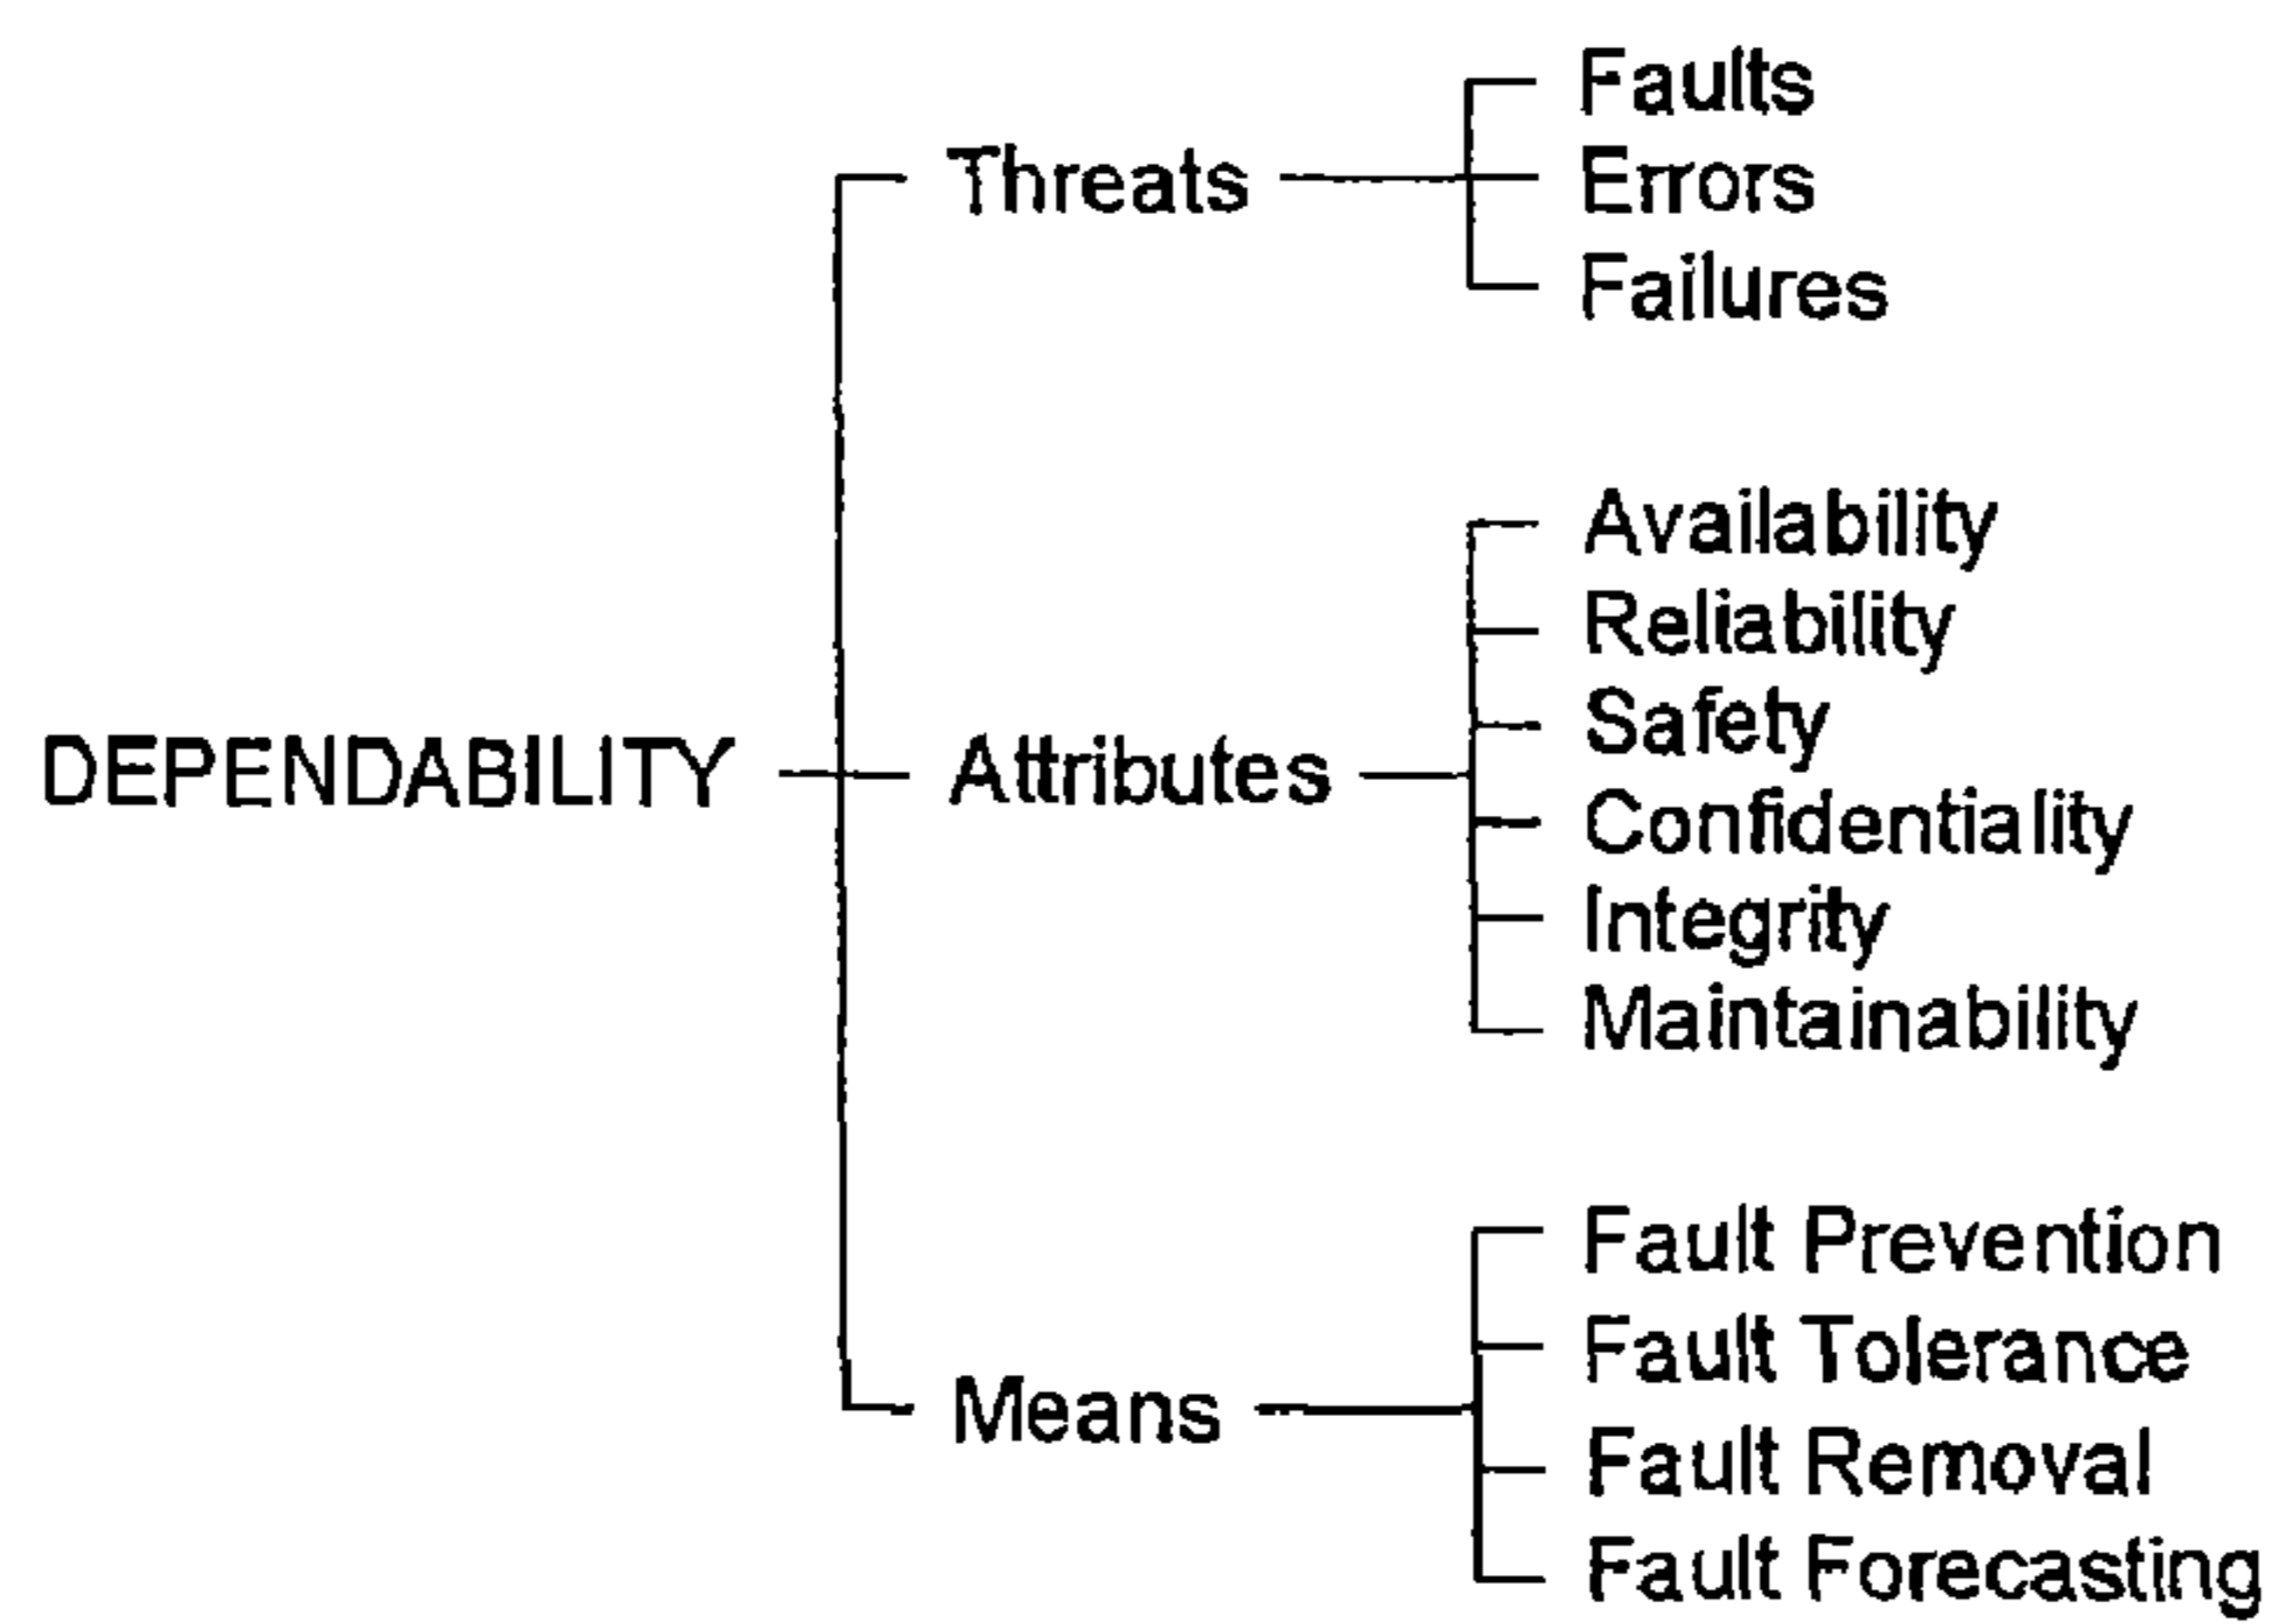 DEPENDABILITY
Threats
Faults
Errors
Failures
Attributes
Availability
Reliability
Safety
Confidentiality
Integrity
Maintainability
Means
Fault Prevention
Fault Tolerance
Fault Removal
Fault Forecasting